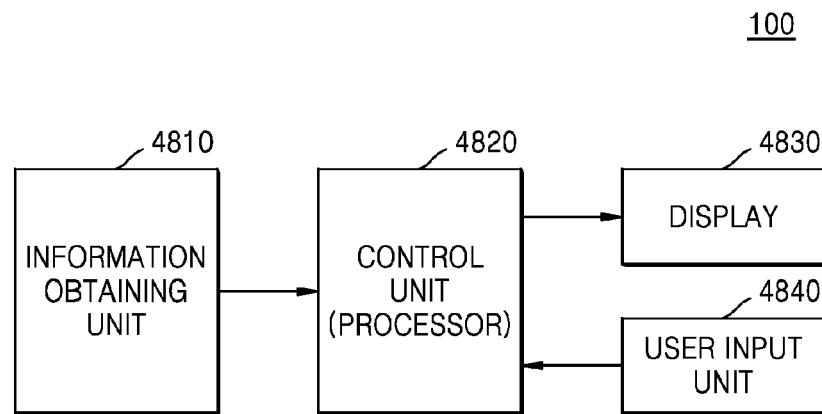 100
4810
INFORMATION
OBTAINING
UNIT
4820
CONTROL
UNIT
(PROCESSOR)
4830
DISPLAY
4840
USER INPUT
UNIT